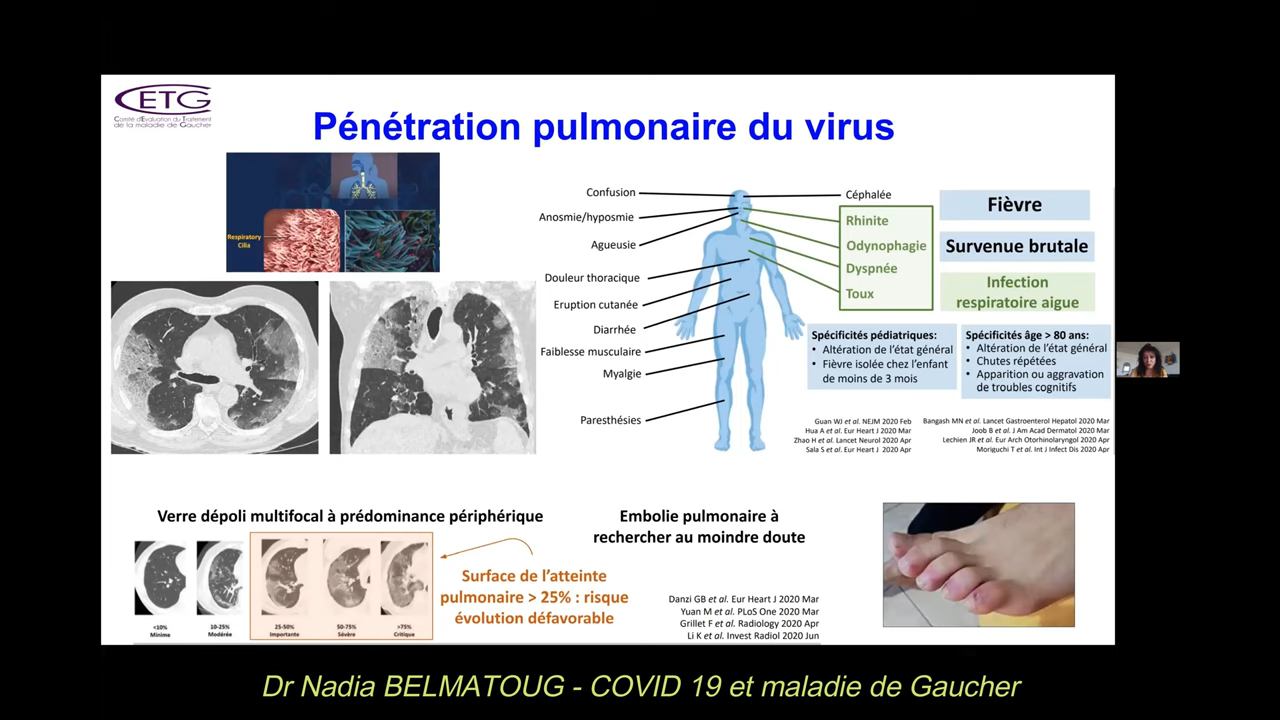 CETG
Comité d'Evaluation du Traitement
de la maladie de Gaucher
Pénétration pulmonaire du virus
Respiratory
Cilia
Confusion
Anosmie/hyposmie
Agueusie
Douleur thoracique
Eruption cutanée
Diarrhée
Faiblesse musculaire
Myalgie
Paresthésies
Céphalée
Rhinite
Odynophagie
Dyspnée
Toux
Fièvre
Survenue brutale
Infection
respiratoire aigue
Spécificités pédiatriques:
• Altération de l'état général
• Fièvre isolée chez l'enfant
de moins de 3 mois
Spécificités âge > 80 ans:
• Altération de l'état général
• Chutes répétées
• Apparition ou aggravation
de troubles cognitifs
Guan WJ et al. NEJM 2020 Feb
Hua A et al. Eur Heart J 2020 Mar
Zhao H et al. Lancet Neurol 2020 Apr
Sala S et al. Eur Heart J 2020 Apr
Bangash MN et al. Lancet Gastroenterol Hepatol 2020 Mar
Joob B et al. J Am Acad Dermatol 2020 Mar
Lechien JR et al. Eur Arch Otorhinolaryngol 2020 Apr
Moriguchi T et al. Int J Infect Dis 2020 Apr
Verre dépoli multifocal à prédominance périphérique
<10%
Minime
10-25%
Modérée
25-50%
Importante
50-75%
Sévère
>75%
Critique
Surface de l'atteinte
pulmonaire > 25% : risque
évolution défavorable
Embolie pulmonaire à
rechercher au moindre doute
Danzi GB et al. Eur Heart J 2020 Mar
Yuan M et al. PLoS One 2020 Mar
Grillet F et al. Radiology 2020 Apr
Li K et al. Invest Radiol 2020 Jun
Dr Nadia BELMATOUG - COVID 19 et maladie de Gaucher